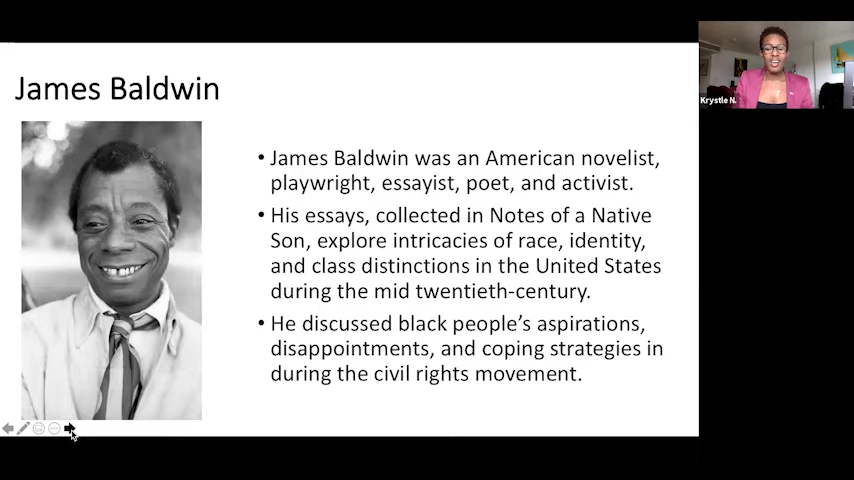 James Baldwin
• James Baldwin was an American novelist,
playwright, essayist, poet, and activist.
• His essays, collected in Notes of a Native
Son, explore intricacies of race, identity,
and class distinctions in the United States
during the mid twentieth-century.
• He discussed black people’s aspirations,
disappointments, and coping strategies in
during the civil rights movement.
Krystle N.